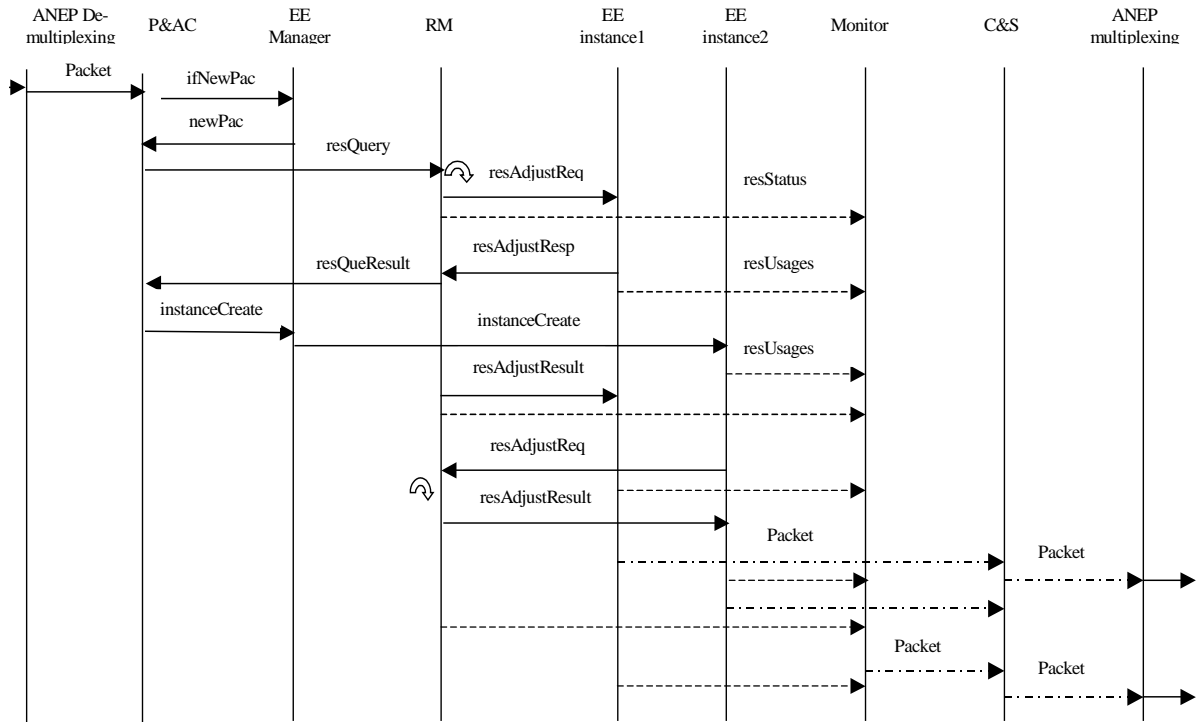 ANEP De-
multiplexing
P&AC
EE
Manager
RM
EE
instance1
EE
instance2
Monitor
C&S
ANEP
multiplexing
Packet
ifNewPac
newPac
resQuery
resAdjustReq
resStatus
resAdjustResp
resQueResult
resUsages
instanceCreate
instanceCreate
resUsages
resAdjustResult
resAdjustReq
resAdjustResult
Packet
Packet
Packet
Packet